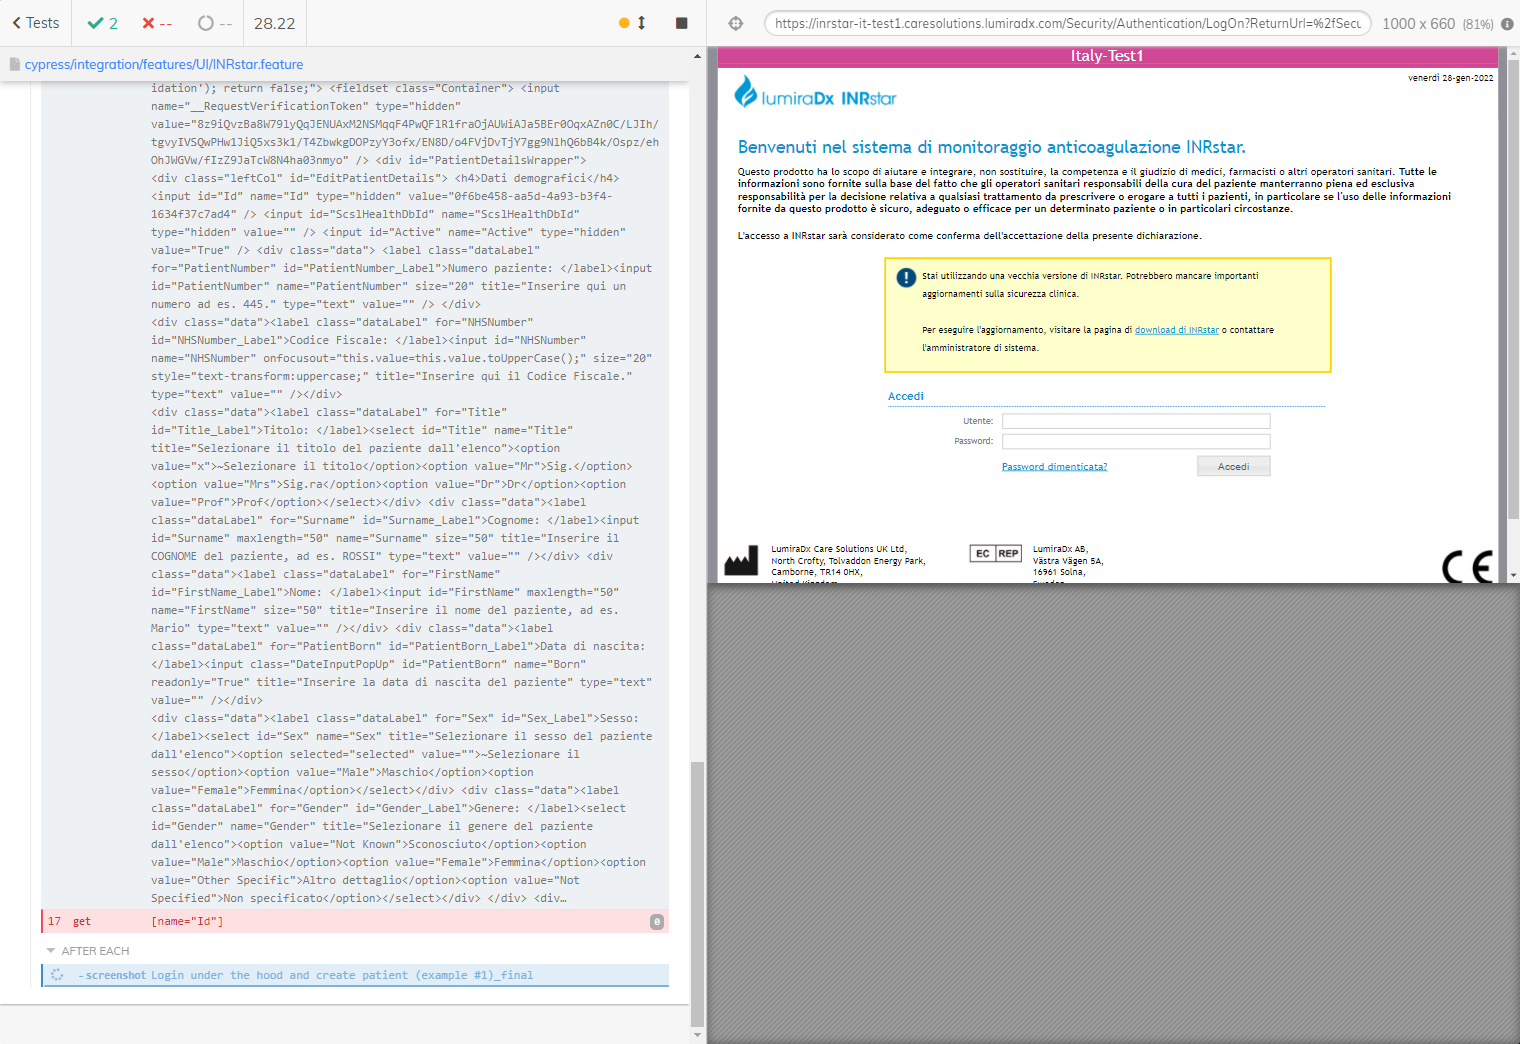 Tests
2
--
--
28.22
cypress/integration/features/UI/INRstar.feature
idation'); return false;"> <fieldset class="Container"> <input
name="__RequestVerificationToken" type="hidden"
<div id="PatientDetailsWrapper">
<div class="leftCol" id="EditPatientDetails"> <h4>Dati demografici</h4>
<input id="Id" name="Id" type="hidden" value="0f6be458-aa5d-4a93-b3f4-
1634f37c7ad4" /> <input id="ScslHealthDbId" name="ScslHealthDbId"
type="hidden" value="" /> <input id="Active" name="Active" type="hidden"
value="True" /> <div class="data"> <label class="dataLabel"
for="PatientNumber" id="PatientNumber_Label">Numero paziente: </label><input
id="PatientNumber" name="PatientNumber" size="20" title="Inserire qui un
numero ad es. 445." type="text" value="" /> </div>
<div class="data"><label class="dataLabel" for="NHSNumber"
id="NHSNumber_Label">Codice Fiscale: </label><input id="NHSNumber"
name="NHSNumber" onfocusout="this.value=this.value.toUpperCase();" size="20"
style="text-transform:uppercase;" title="Inserire qui il Codice Fiscale."
type="text" value="" /></div>
<div class="data"><label class="dataLabel" for="Title"
id="Title_Label">Titolo: </label><select id="Title" name="Title"
title="Selezionare il titolo del paziente dall'elenco"><option
value="x">~Selezionare il titolo</option><option value="Mr">Sig.</option>
<option value="Mrs">Sig.ra</option><option value="Dr">Dr</option><option
value="Prof">Prof</option></select></div> <div class="data"><label
class="dataLabel" for="Surname" id="Surname_Label">Cognome: </label><input
id="Surname" maxlength="50" name="Surname" size="50" title="Inserire il
COGNOME del paziente, ad es. ROSSI" type="text" value="" /></div> <div
class="data"><label class="dataLabel" for="FirstName"
id="FirstName_Label">Nome: </label><input id="FirstName" maxlength="50"
name="FirstName" size="50" title="Inserire il nome del paziente, ad es.
Mario" type="text" value="" /></div> <div class="data"><label
class="dataLabel" for="PatientBorn" id="PatientBorn_Label">Data di nascita:
</label><input class="DateInputPopUp" id="PatientBorn" name="Born"
readonly="True" title="Inserire la data di nascita del paziente" type="text"
value="" /></div>
<div class="data"><label class="dataLabel" for="Sex" id="Sex_Label">Sesso:
</label><select id="Sex" name="Sex" title="Selezionare il sesso del paziente
dall'elenco"><option selected="selected" value="">~Selezionare il
sesso</option><option value="Male">Maschio</option><option
value="Female">Femmina</option></select></div> <div class="data"><label
class="dataLabel" for="Gender" id="Gender_Label">Genere: </label><select
id="Gender" name="Gender" title="Selezionare il genere del paziente
dall'elenco"><option value="Not Known">Sconosciuto</option><option
value="Male">Maschio</option><option value="Female">Femmina</option><option
value="Other Specific">Altro dettaglio</option><option value="Not
Specified">Non specificato</option></select></div> </div> <div…
17 get [name="Id"] 0
AFTER EACH
-screenshot Login under the hood and create patient (example #1)_final
https://inrstar-it-test1.caresolutions.lumiradx.com/Security/Authentication/LogOn?ReturnUrl=%2fSecu
1000 x 660 (81%)
Italy-Test1
venerdì 28-gen-2022
lumiraDx INRstar
Benvenuti nel sistema di monitoraggio anticoagulazione INRstar.
Questo prodotto ha lo scopo di aiutare e integrare, non sostituire, la competenza e il giudizio di medici, farmacisti o altri operatori sanitari. Tutte le
informazioni sono fornite sulla base del fatto che gli operatori sanitari responsabili della cura del paziente manterranno piena ed esclusiva
responsabilità per la decisione relativa a qualsiasi trattamento da prescrivere o erogare a tutti i pazienti, in particolare se l'uso delle informazioni
fornite da questo prodotto è sicuro, adeguato o efficace per un determinato paziente o in particolari circostanze.
L'accesso a INRstar sarà considerato come conferma dell'accettazione della presente dichiarazione.
Stai utilizzando una vecchia versione di INRstar. Potrebbero mancare importanti
aggiornamenti sulla sicurezza clinica.
Per eseguire l'aggiornamento, visitare la pagina di download di INRstar o contattare
l'amministratore di sistema.
Accedi
Utente:
Password:
Password dimenticata?
Accedi
LumiraDx Care Solutions UK Ltd,
North Crofty, Tolvaddon Energy Park,
Camborne, TR14 0HX,
United Kingdom
EC REP
LumiraDx AB,
Västra Vägen 5A,
16961 Solna,
Sweden
CE